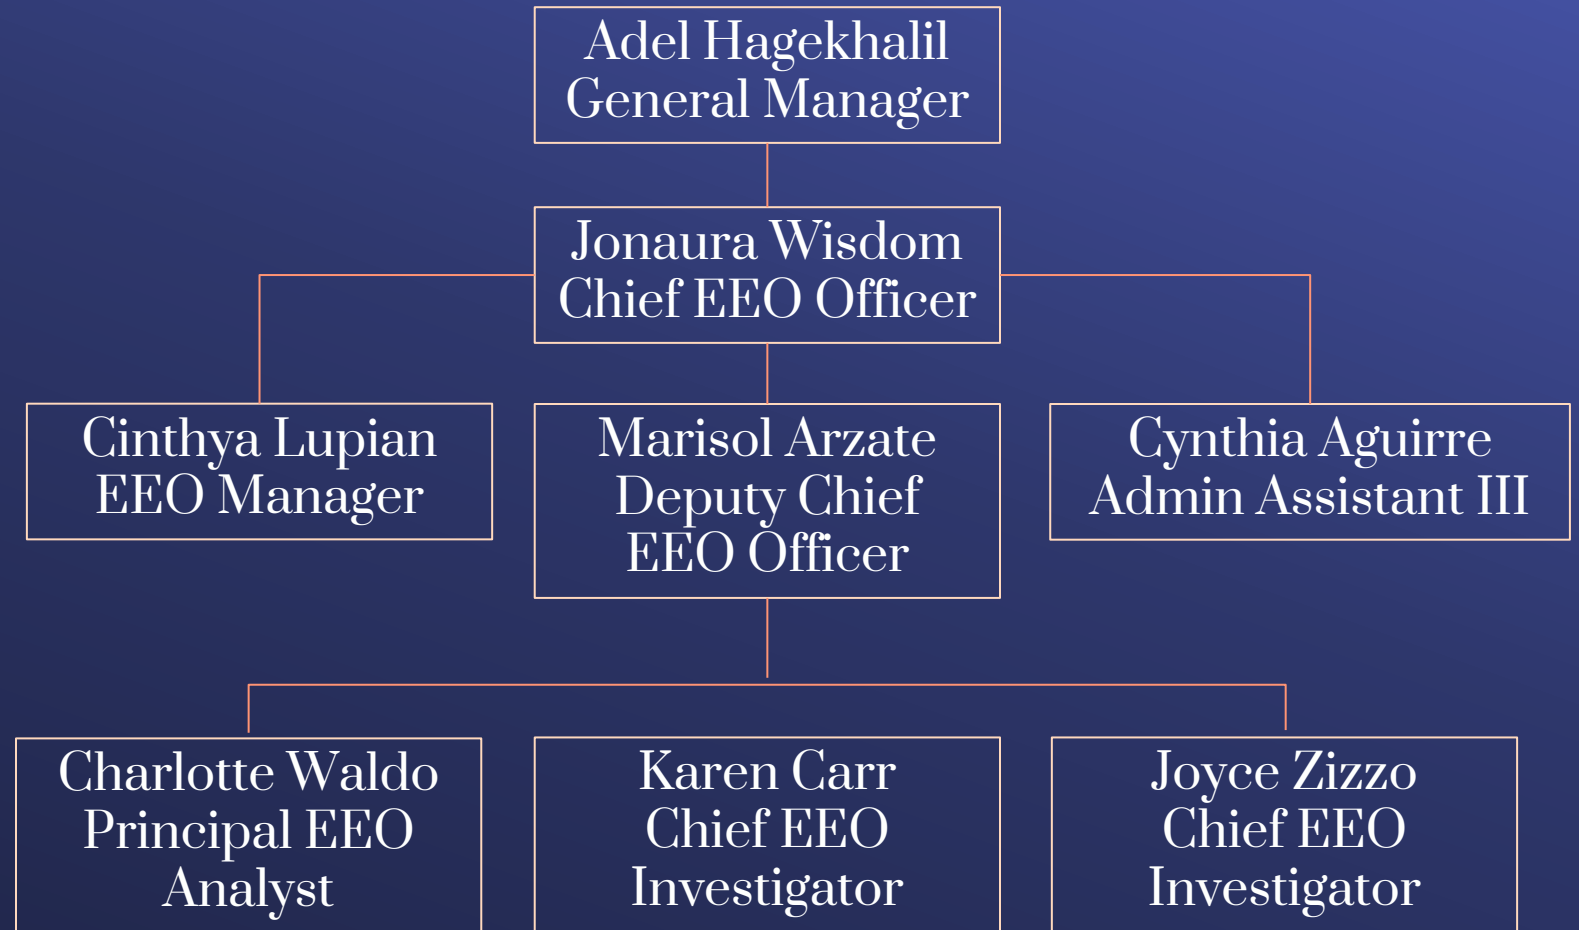 Adel Hagekhalil
General Manager
Jonaura Wisdom
Chief EEO Officer
Cinthya Lupian
EEO Manager
Marisol Arzate
Deputy Chief
EEO Officer
Cynthia Aguirre
Admin Assistant III
Charlotte Waldo
Principal EEO
Analyst
Karen Carr
Chief EEO
Investigator
Joyce Zizzo
Chief EEO
Investigator